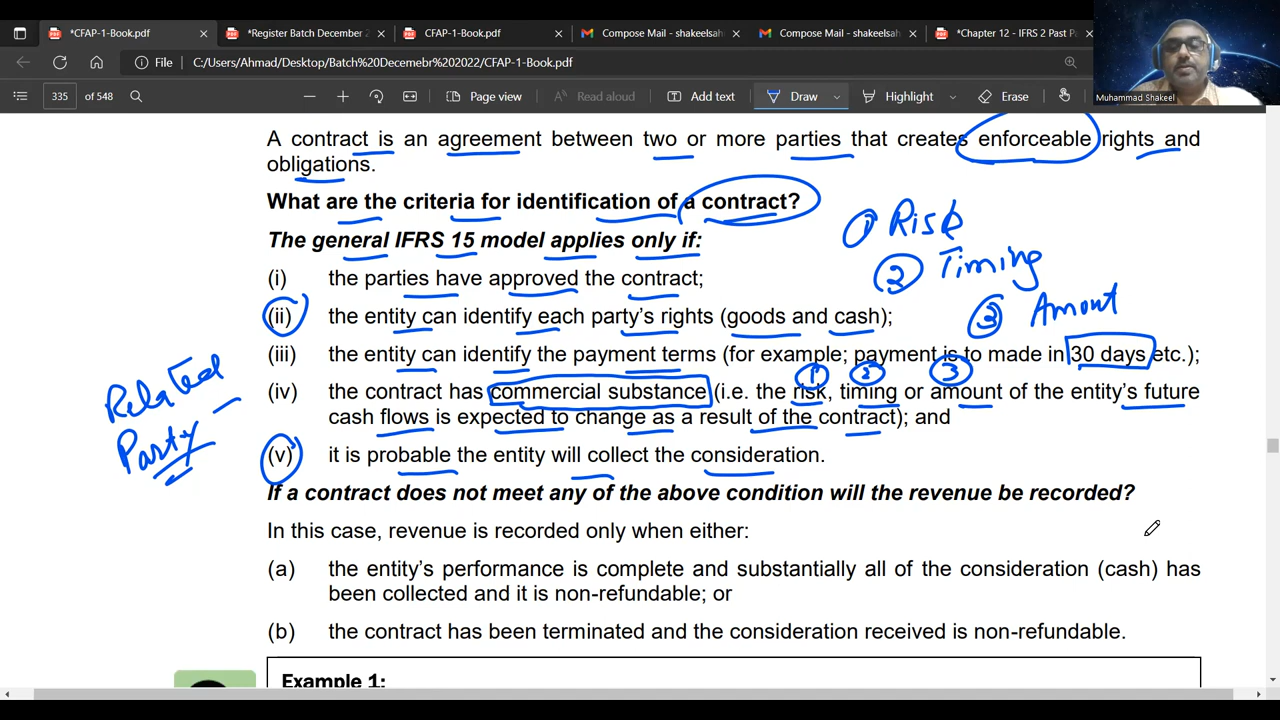 *CFAP-1-Book.pdf
*Register Batch December 2
CFAP-1-Book.pdf
Compose Mail - shakeelsah
Compose Mail - shakeelsah
*Chapter 12 - IFRS 2 Past Pa
File C:/Users/Ahmad/Desktop/Batch%20Decemebr%202022/CFAP-1-Book.pdf
335 of 548
Page view
Read aloud
Add text
Draw
Highlight
Erase
Muhammad Shakeel
A contract is an agreement between two or more parties that creates enforceable rights and
obligations.
What are the criteria for identification of a contract?
The general IFRS 15 model applies only if:
(i) the parties have approved the contract;
(ii) the entity can identify each party's rights (goods and cash);
(iii) the entity can identify the payment terms (for example; payment is to made in 30 days etc.);
(iv) the contract has commercial substance (i.e. the risk, timing or amount of the entity's future
cash flows is expected to change as a result of the contract); and
(v) it is probable the entity will collect the consideration.
If a contract does not meet any of the above condition will the revenue be recorded?
In this case, revenue is recorded only when either:
(a) the entity's performance is complete and substantially all of the consideration (cash) has
been collected and it is non-refundable; or
(b) the contract has been terminated and the consideration received is non-refundable.
Example 1:
① Risk
② Timing
③ Amout
① ② ③
Related
Party